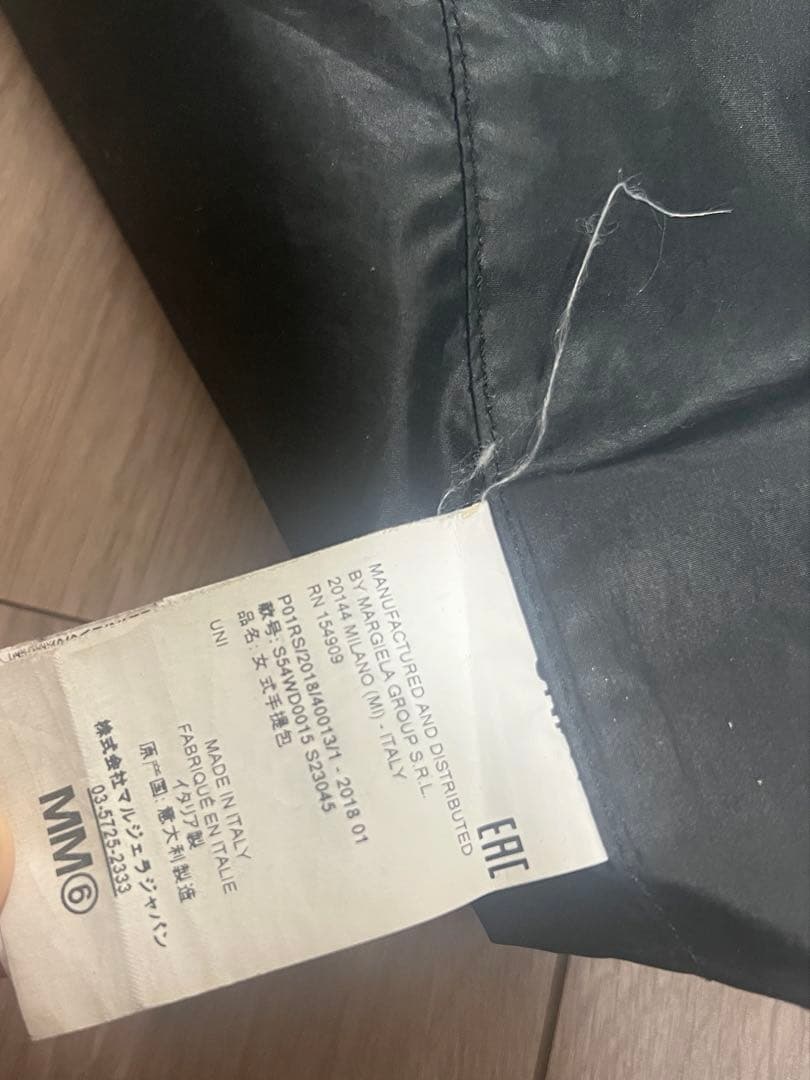 EAC
MANUFACTURED AND DISTRIBUTED
BY MARGIELA GROUP S.R.L.
20144 MILANO (MI) - ITALY
RN 154909
P01RS/2018/40013/1 - 2018 01
款号: S54WD0015 S23045
品名: 女式手提包
UNI
MADE IN ITALY
FABRIQUÉ EN ITALIE
イタリア製
原产国: 意大利製造
株式会社マルジェラジャパン
03-5725-2333
MM6